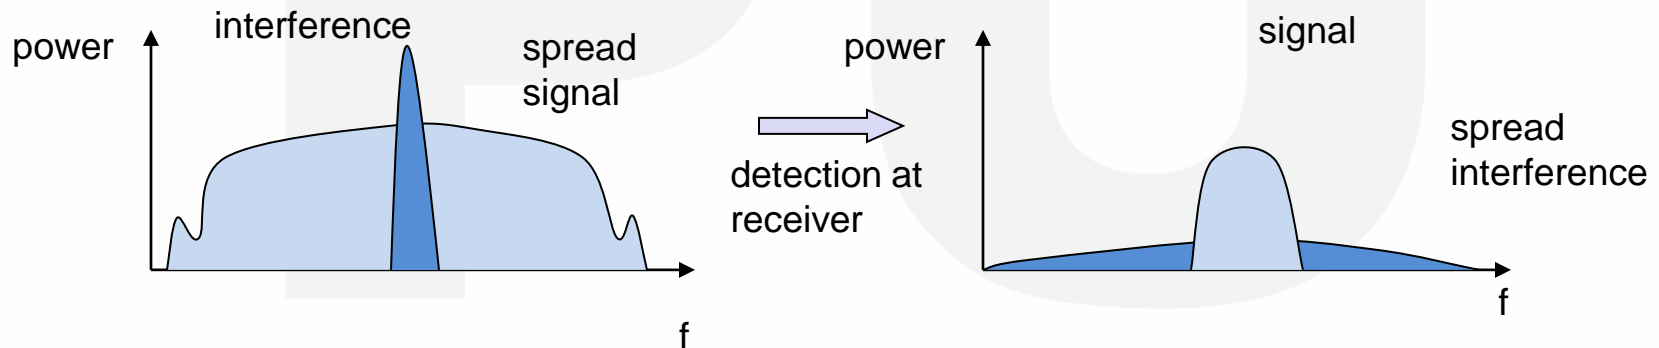 interference
power
spread
signal
detection at
receiver
f
signal
power
spread
interference
f